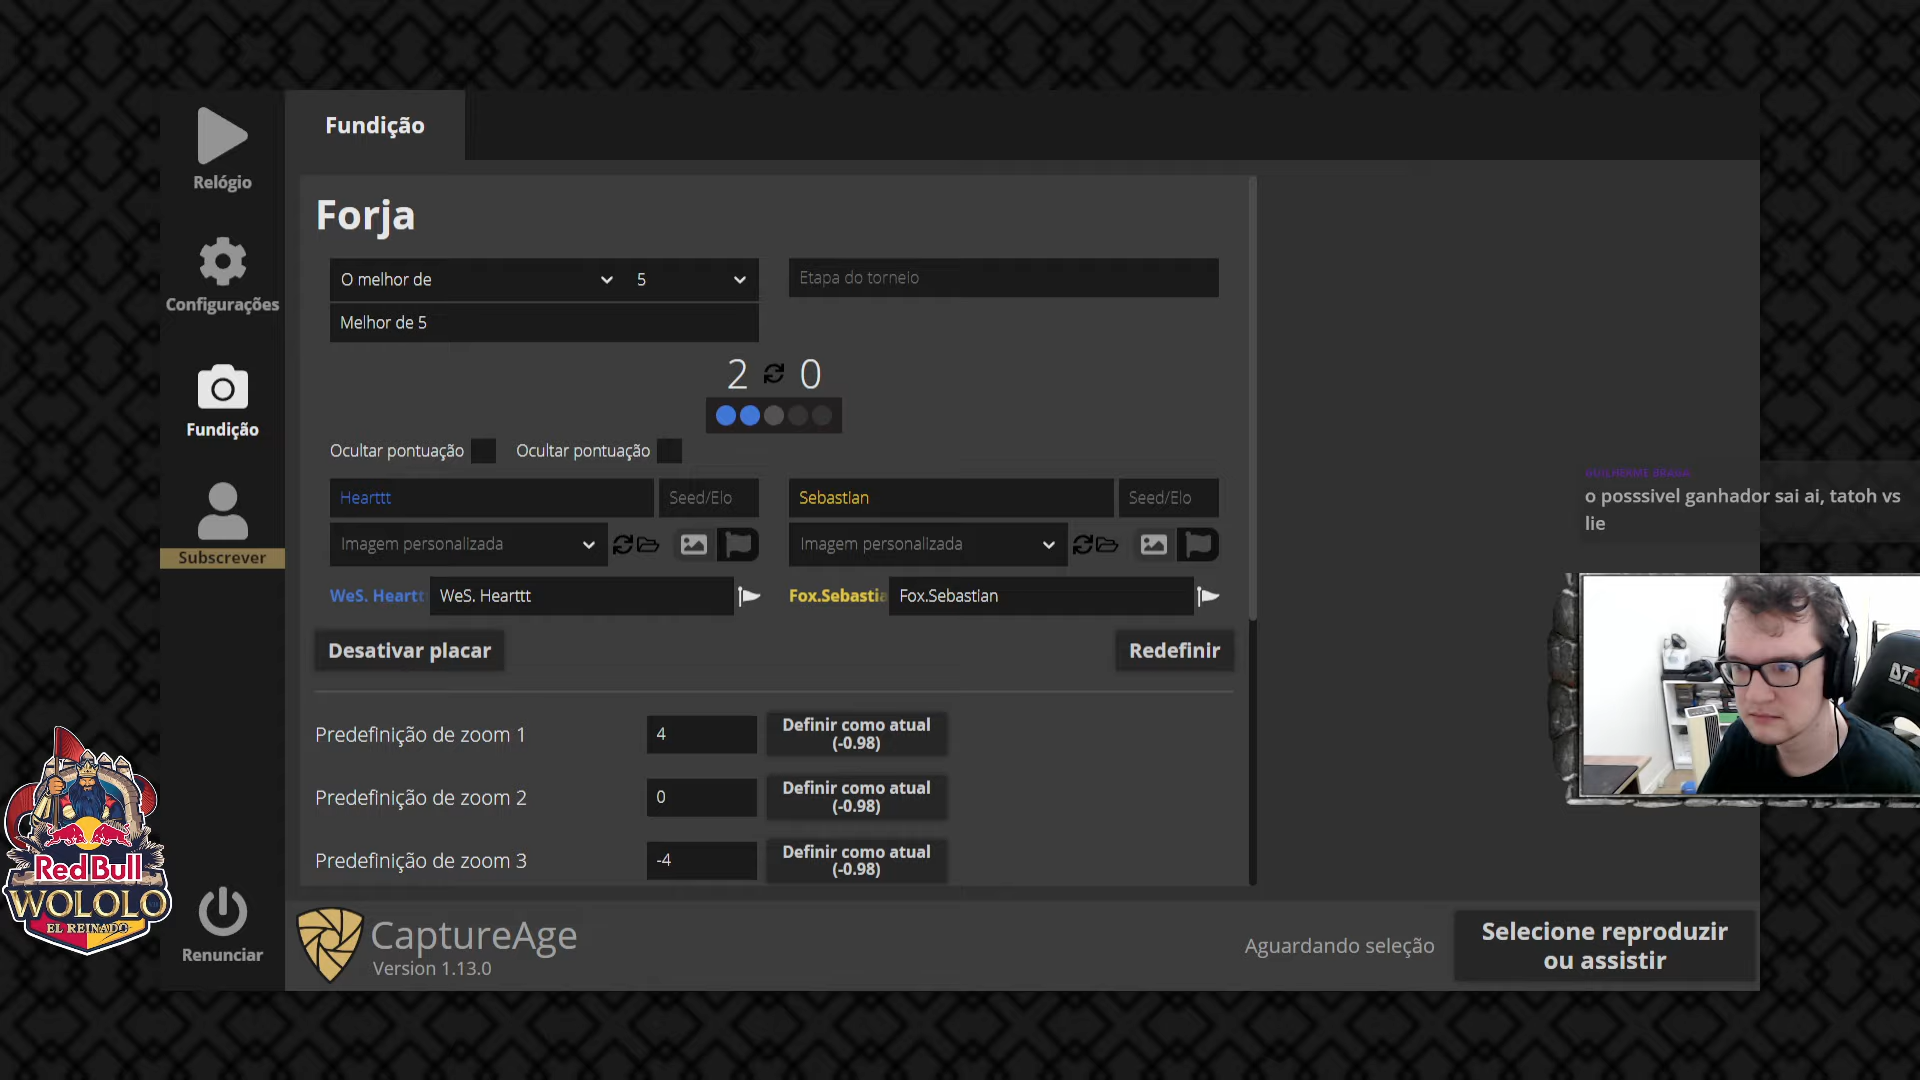 Fundição
Relógio
Configurações
Fundição
Subscrever
Renunciar
Forja
O melhor de
5
Etapa do torneio
Melhor de 5
2 0
Ocultar pontuação
Ocultar pontuação
Hearttt
Seed/Elo
Sebastian
Seed/Elo
Imagem personalizada
Imagem personalizada
WeS. Heartt
WeS. Hearttt
Fox.Sebastia
Fox.Sebastian
Desativar placar
Redefinir
Predefinição de zoom 1
4
Definir como atual
(-0.98)
Predefinição de zoom 2
0
Definir como atual
(-0.98)
Predefinição de zoom 3
-4
Definir como atual
(-0.98)
CaptureAge
Version 1.13.0
Aguardando seleção
Selecione reproduzir
ou assistir
GUILHERME BRAGA
o posssivel ganhador sai ai, tatoh vs
lie
Red Bull
WOLOLO
EL REINADO